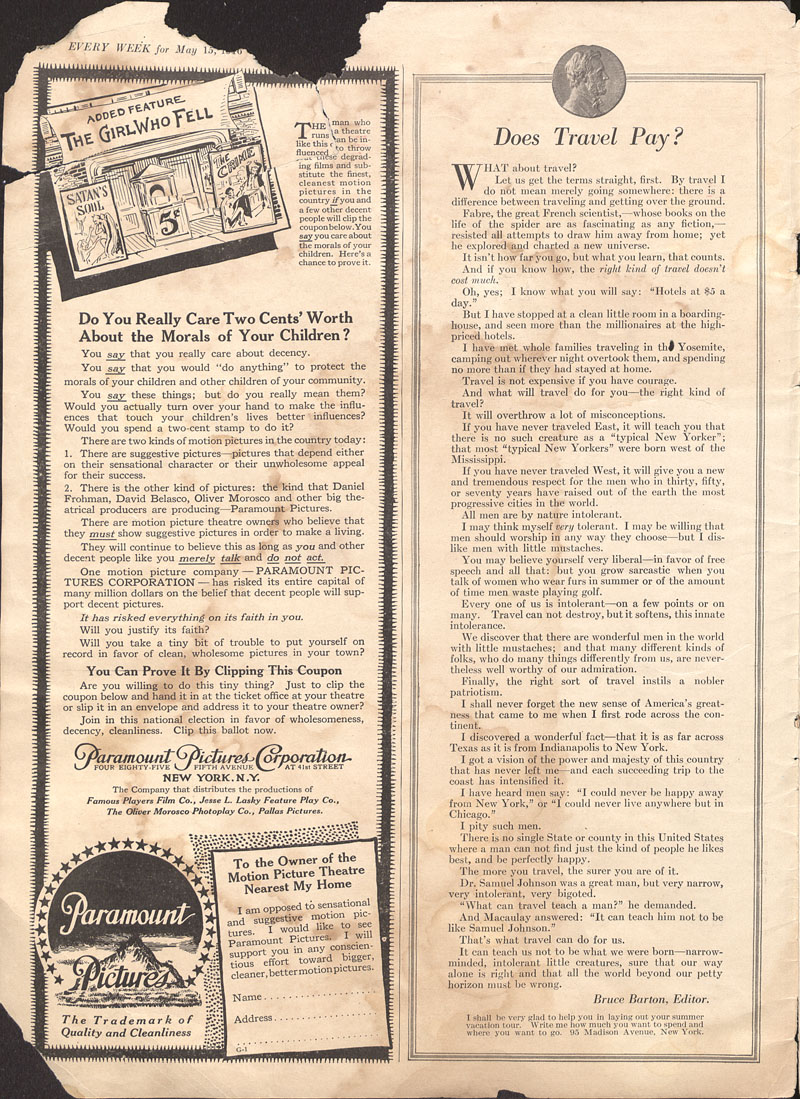 EVERY WEEK for May 15, 1916
ADDED FEATURE
THE GIRL WHO FELL
SATAN'S
SOUL
5¢
THE
THE man who
runs a theatre
like this can be in-
fluenced to throw
out these degrad-
ing films and sub-
stitute the finest,
cleanest motion
pictures in the
country if you and
a few other decent
people will clip the
coupon below. You
say you care about
the morals of your
children. Here's a
chance to prove it.
Do You Really Care Two Cents' Worth
About the Morals of Your Children?
You say that you really care about decency.
You say that you would "do anything" to protect the
morals of your children and other children of your community.
You say these things; but do you really mean them?
Would you actually turn over your hand to make the influ-
ences that touch your children's lives better influences?
Would you spend a two-cent stamp to do it?
There are two kinds of motion pictures in the country today:
1. There are suggestive pictures—pictures that depend either
on their sensational character or their unwholesome appeal
for their success.
2. There is the other kind of pictures: the kind that Daniel
Frohman, David Belasco, Oliver Morosco and other big the-
atrical producers are producing—Paramount Pictures.
There are motion picture theatre owners who believe that
they must show suggestive pictures in order to make a living.
They will continue to believe this as long as you and other
decent people like you merely talk and do not act.
One motion picture company — PARAMOUNT PIC-
TURES CORPORATION — has risked its entire capital of
many million dollars on the belief that decent people will sup-
port decent pictures.
It has risked everything on its faith in you.
Will you justify its faith?
Will you take a tiny bit of trouble to put yourself on
record in favor of clean, wholesome pictures in your town?
You Can Prove It By Clipping This Coupon
Are you willing to do this tiny thing? Just to clip the
coupon below and hand it in at the ticket office at your theatre
or slip it in an envelope and address it to your theatre owner?
Join in this national election in favor of wholesomeness,
decency, cleanliness. Clip this ballot now.
Paramount Pictures Corporation
FOUR EIGHTY-FIVE FIFTH AVENUE AT 41ST STREET
NEW YORK. N.Y.
The Company that distributes the productions of
Famous Players Film Co., Jesse L. Lasky Feature Play Co.,
The Oliver Morosco Photoplay Co., Pallas Pictures.
Paramount
Pictures
The Trademark of
Quality and Cleanliness
To the Owner of the
Motion Picture Theatre
Nearest My Home
I am opposed to sensational
and suggestive motion pic-
tures. I would like to see
Paramount Pictures. I will
support you in any conscien-
tious effort toward bigger,
cleaner, better motion pictures.
Name
Address
G-1
Does Travel Pay?
WHAT about travel?
Let us get the terms straight, first. By travel I
do not mean merely going somewhere: there is a
difference between traveling and getting over the ground.
Fabre, the great French scientist,—whose books on the
life of the spider are as fascinating as any fiction,—
resisted all attempts to draw him away from home; yet
he explored and charted a new universe.
It isn't how far you go, but what you learn, that counts.
And if you know how, the right kind of travel doesn't
cost much.
Oh, yes; I know what you will say: "Hotels at $5 a
day."
But I have stopped at a clean little room in a boarding-
house, and seen more than the millionaires at the high-
priced hotels.
I have met whole families traveling in the Yosemite,
camping out wherever night overtook them, and spending
no more than if they had stayed at home.
Travel is not expensive if you have courage.
And what will travel do for you—the right kind of
travel?
It will overthrow a lot of misconceptions.
If you have never traveled East, it will teach you that
there is no such creature as a "typical New Yorker";
that most "typical New Yorkers" were born west of the
Mississippi.
If you have never traveled West, it will give you a new
and tremendous respect for the men who in thirty, fifty,
or seventy years have raised out of the earth the most
progressive cities in the world.
All men are by nature intolerant.
I may think myself very tolerant. I may be willing that
men should worship in any way they choose—but I dis-
like men with little mustaches.
You may believe yourself very liberal—in favor of free
speech and all that: but you grow sarcastic when you
talk of women who wear furs in summer or of the amount
of time men waste playing golf.
Every one of us is intolerant—on a few points or on
many. Travel can not destroy, but it softens, this innate
intolerance.
We discover that there are wonderful men in the world
with little mustaches; and that many different kinds of
folks, who do many things differently from us, are never-
theless well worthy of our admiration.
Finally, the right sort of travel instils a nobler
patriotism.
I shall never forget the new sense of America's great-
ness that came to me when I first rode across the con-
tinent.
I discovered a wonderful fact—that it is as far across
Texas as it is from Indianapolis to New York.
I got a vision of the power and majesty of this country
that has never left me—and each succeeding trip to the
coast has intensified it.
I have heard men say: "I could never be happy away
from New York," or "I could never live anywhere but in
Chicago."
I pity such men.
There is no single State or county in this United States
where a man can not find just the kind of people he likes
best, and be perfectly happy.
The more you travel, the surer you are of it.
Dr. Samuel Johnson was a great man, but very narrow,
very intolerant, very bigoted.
"What can travel teach a man?" he demanded.
And Macaulay answered: "It can teach him not to be
like Samuel Johnson."
That's what travel can do for us.
It can teach us not to be what we were born—narrow-
minded, intolerant little creatures, sure that our way
alone is right and that all the world beyond our petty
horizon must be wrong.
Bruce Barton, Editor.
I shall be very glad to help you in laying out your summer
vacation tour. Write me how much you want to spend and
where you want to go. 95 Madison Avenue, New York.